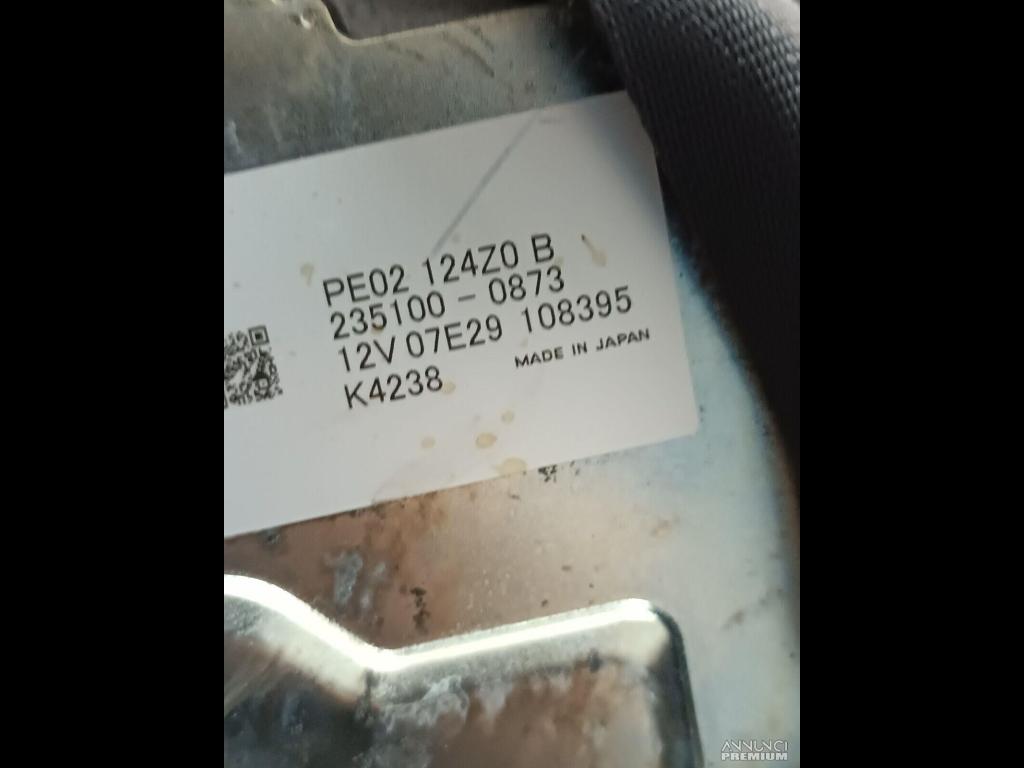 PE02 124Z0 B
235100 - 0873
12V 07E29 108395
K4238 MADE IN JAPAN
ANNUNCI
PREMIUM